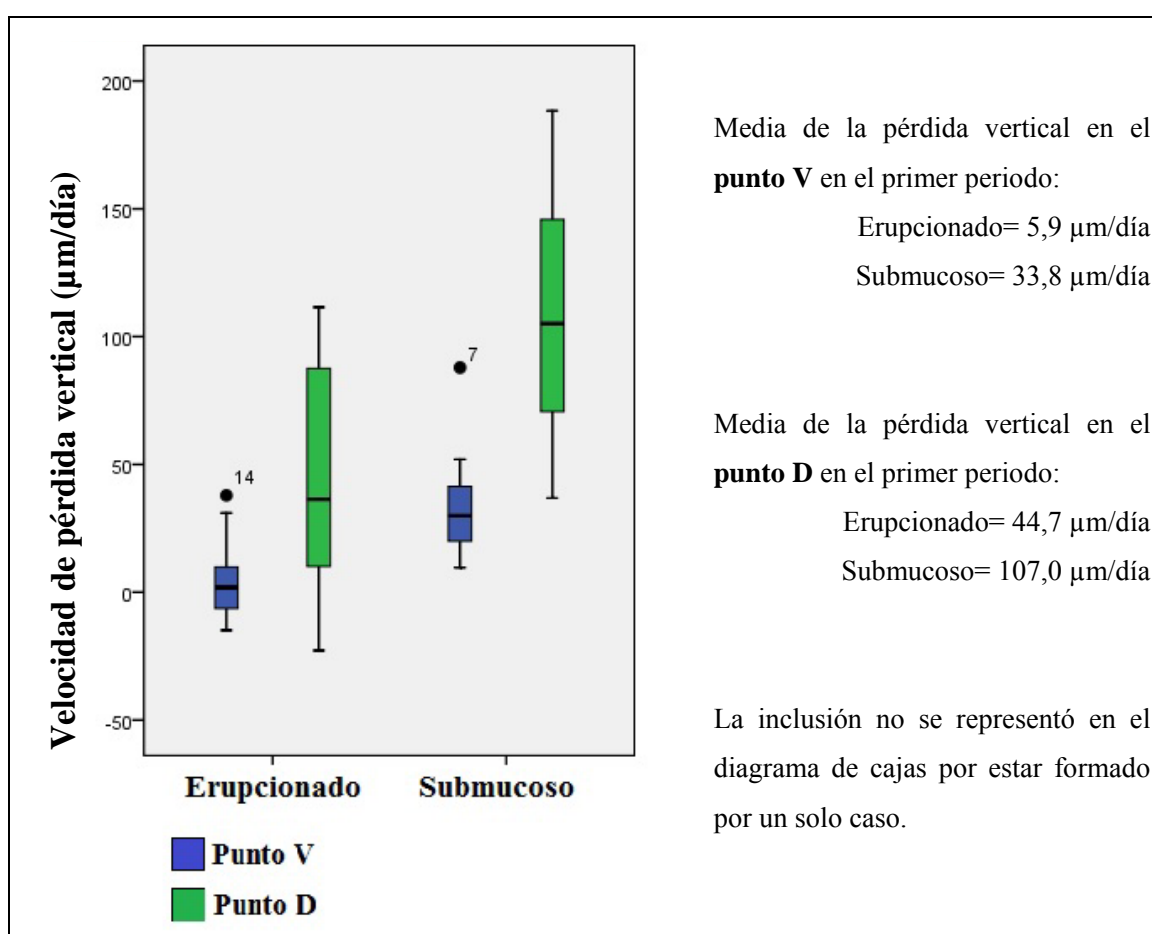 Velocidad de pérdida vertical (µm/día)
200
150
100
50
0
-50
14
7
Erupcionado
Submucoso
Punto V
Punto D
Media de la pérdida vertical en el
punto V en el primer periodo:
Erupcionado= 5,9 µm/día
Submucoso= 33,8 µm/día
Media de la pérdida vertical en el
punto D en el primer periodo:
Erupcionado= 44,7 µm/día
Submucoso= 107,0 µm/día
La inclusión no se representó en el
diagrama de cajas por estar formado
por un solo caso.